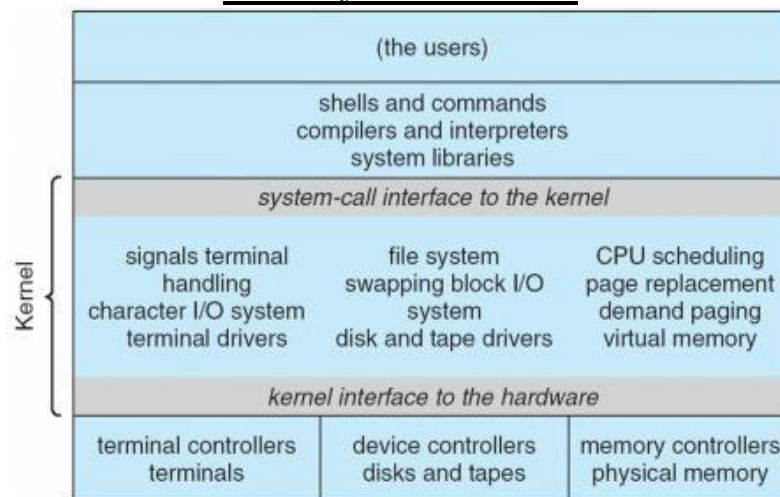 (the users)
shells and commands
compilers and interpreters
system libraries
Kernel
system-call interface to the kernel
signals terminal
handling
character I/O system
terminal drivers
file system
swapping block I/O
system
disk and tape drivers
CPU scheduling
page replacement
demand paging
virtual memory
kernel interface to the hardware
terminal controllers
terminals
device controllers
disks and tapes
memory controllers
physical memory